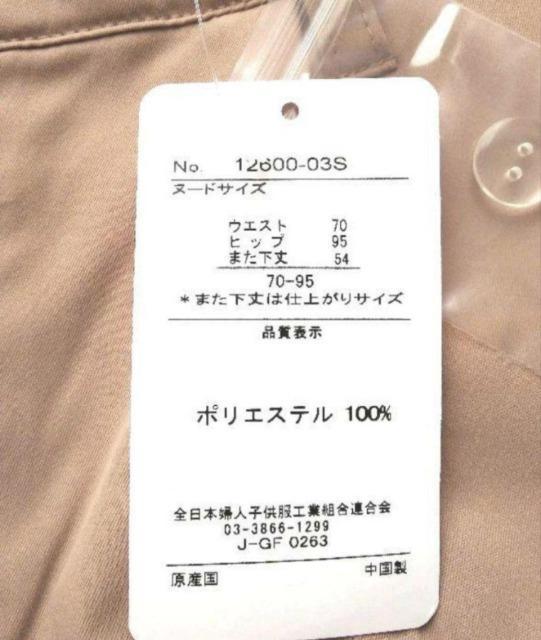 No. 12600-03S
ヌードサイズ
ウエスト 70
ヒップ 95
また下丈 54
70-95
*また下丈は仕上がりサイズ
品質表示
ポリエステル 100%
全日本婦人子供服工業組合連合会
03-3866-1299
J-GF 0263
原産国 中国製